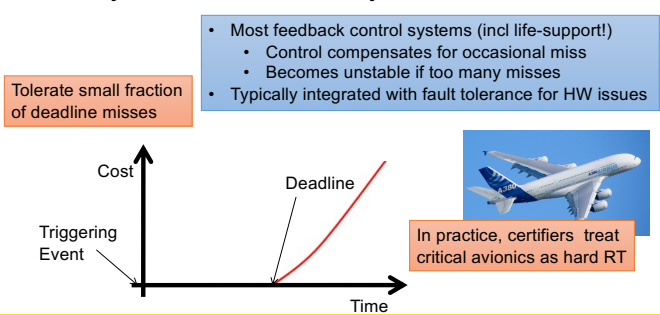 • Most feedback control systems (incl life-support!)
• Control compensates for occasional miss
• Becomes unstable if too many misses
• Typically integrated with fault tolerance for HW issues
Tolerate small fraction
of deadline misses
Cost
Deadline
Triggering
Event
Time
A380
In practice, certifiers treat
critical avionics as hard RT